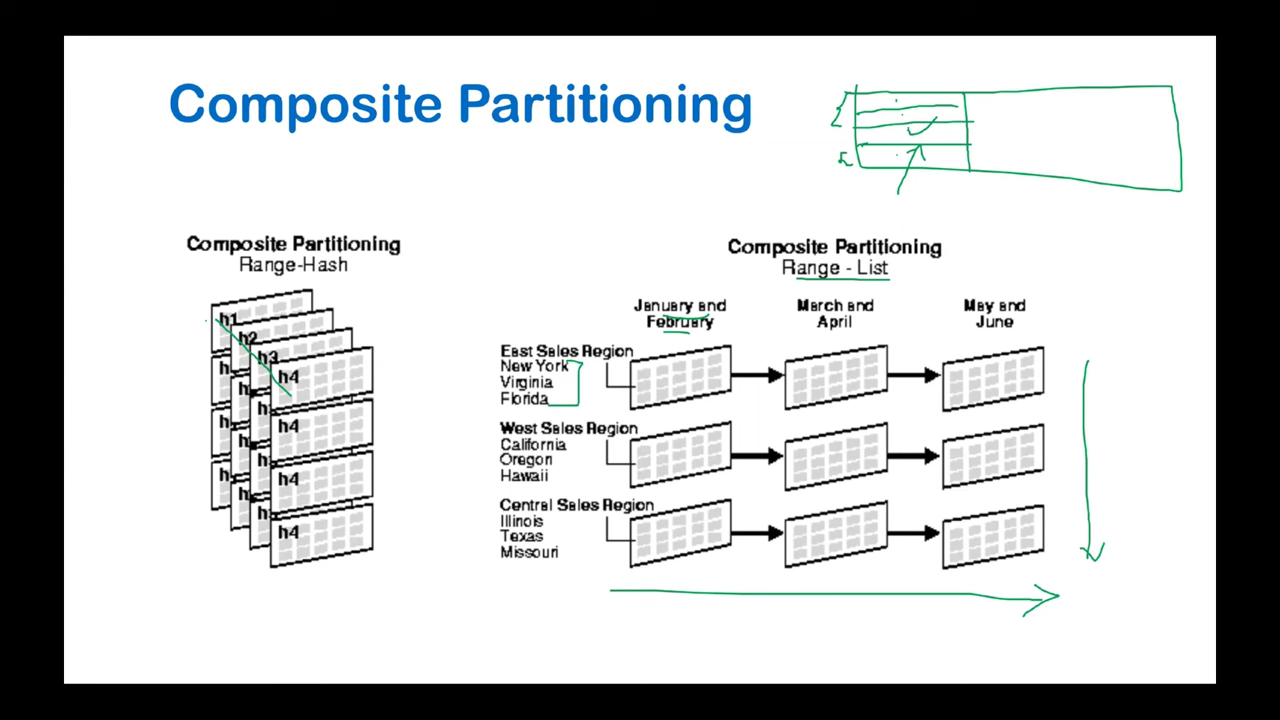 Composite Partitioning
Composite Partitioning
Range-Hash
h1
h2
h3
h4
h.
h.
h.
h4
h.
h.
h.
h4
h.
h.
h.
h4
Composite Partitioning
Range - List
January and
February
March and
April
May and
June
East Sales Region
New York
Virginia
Florida
West Sales Region
California
Oregon
Hawaii
Central Sales Region
Illinois
Texas
Missouri